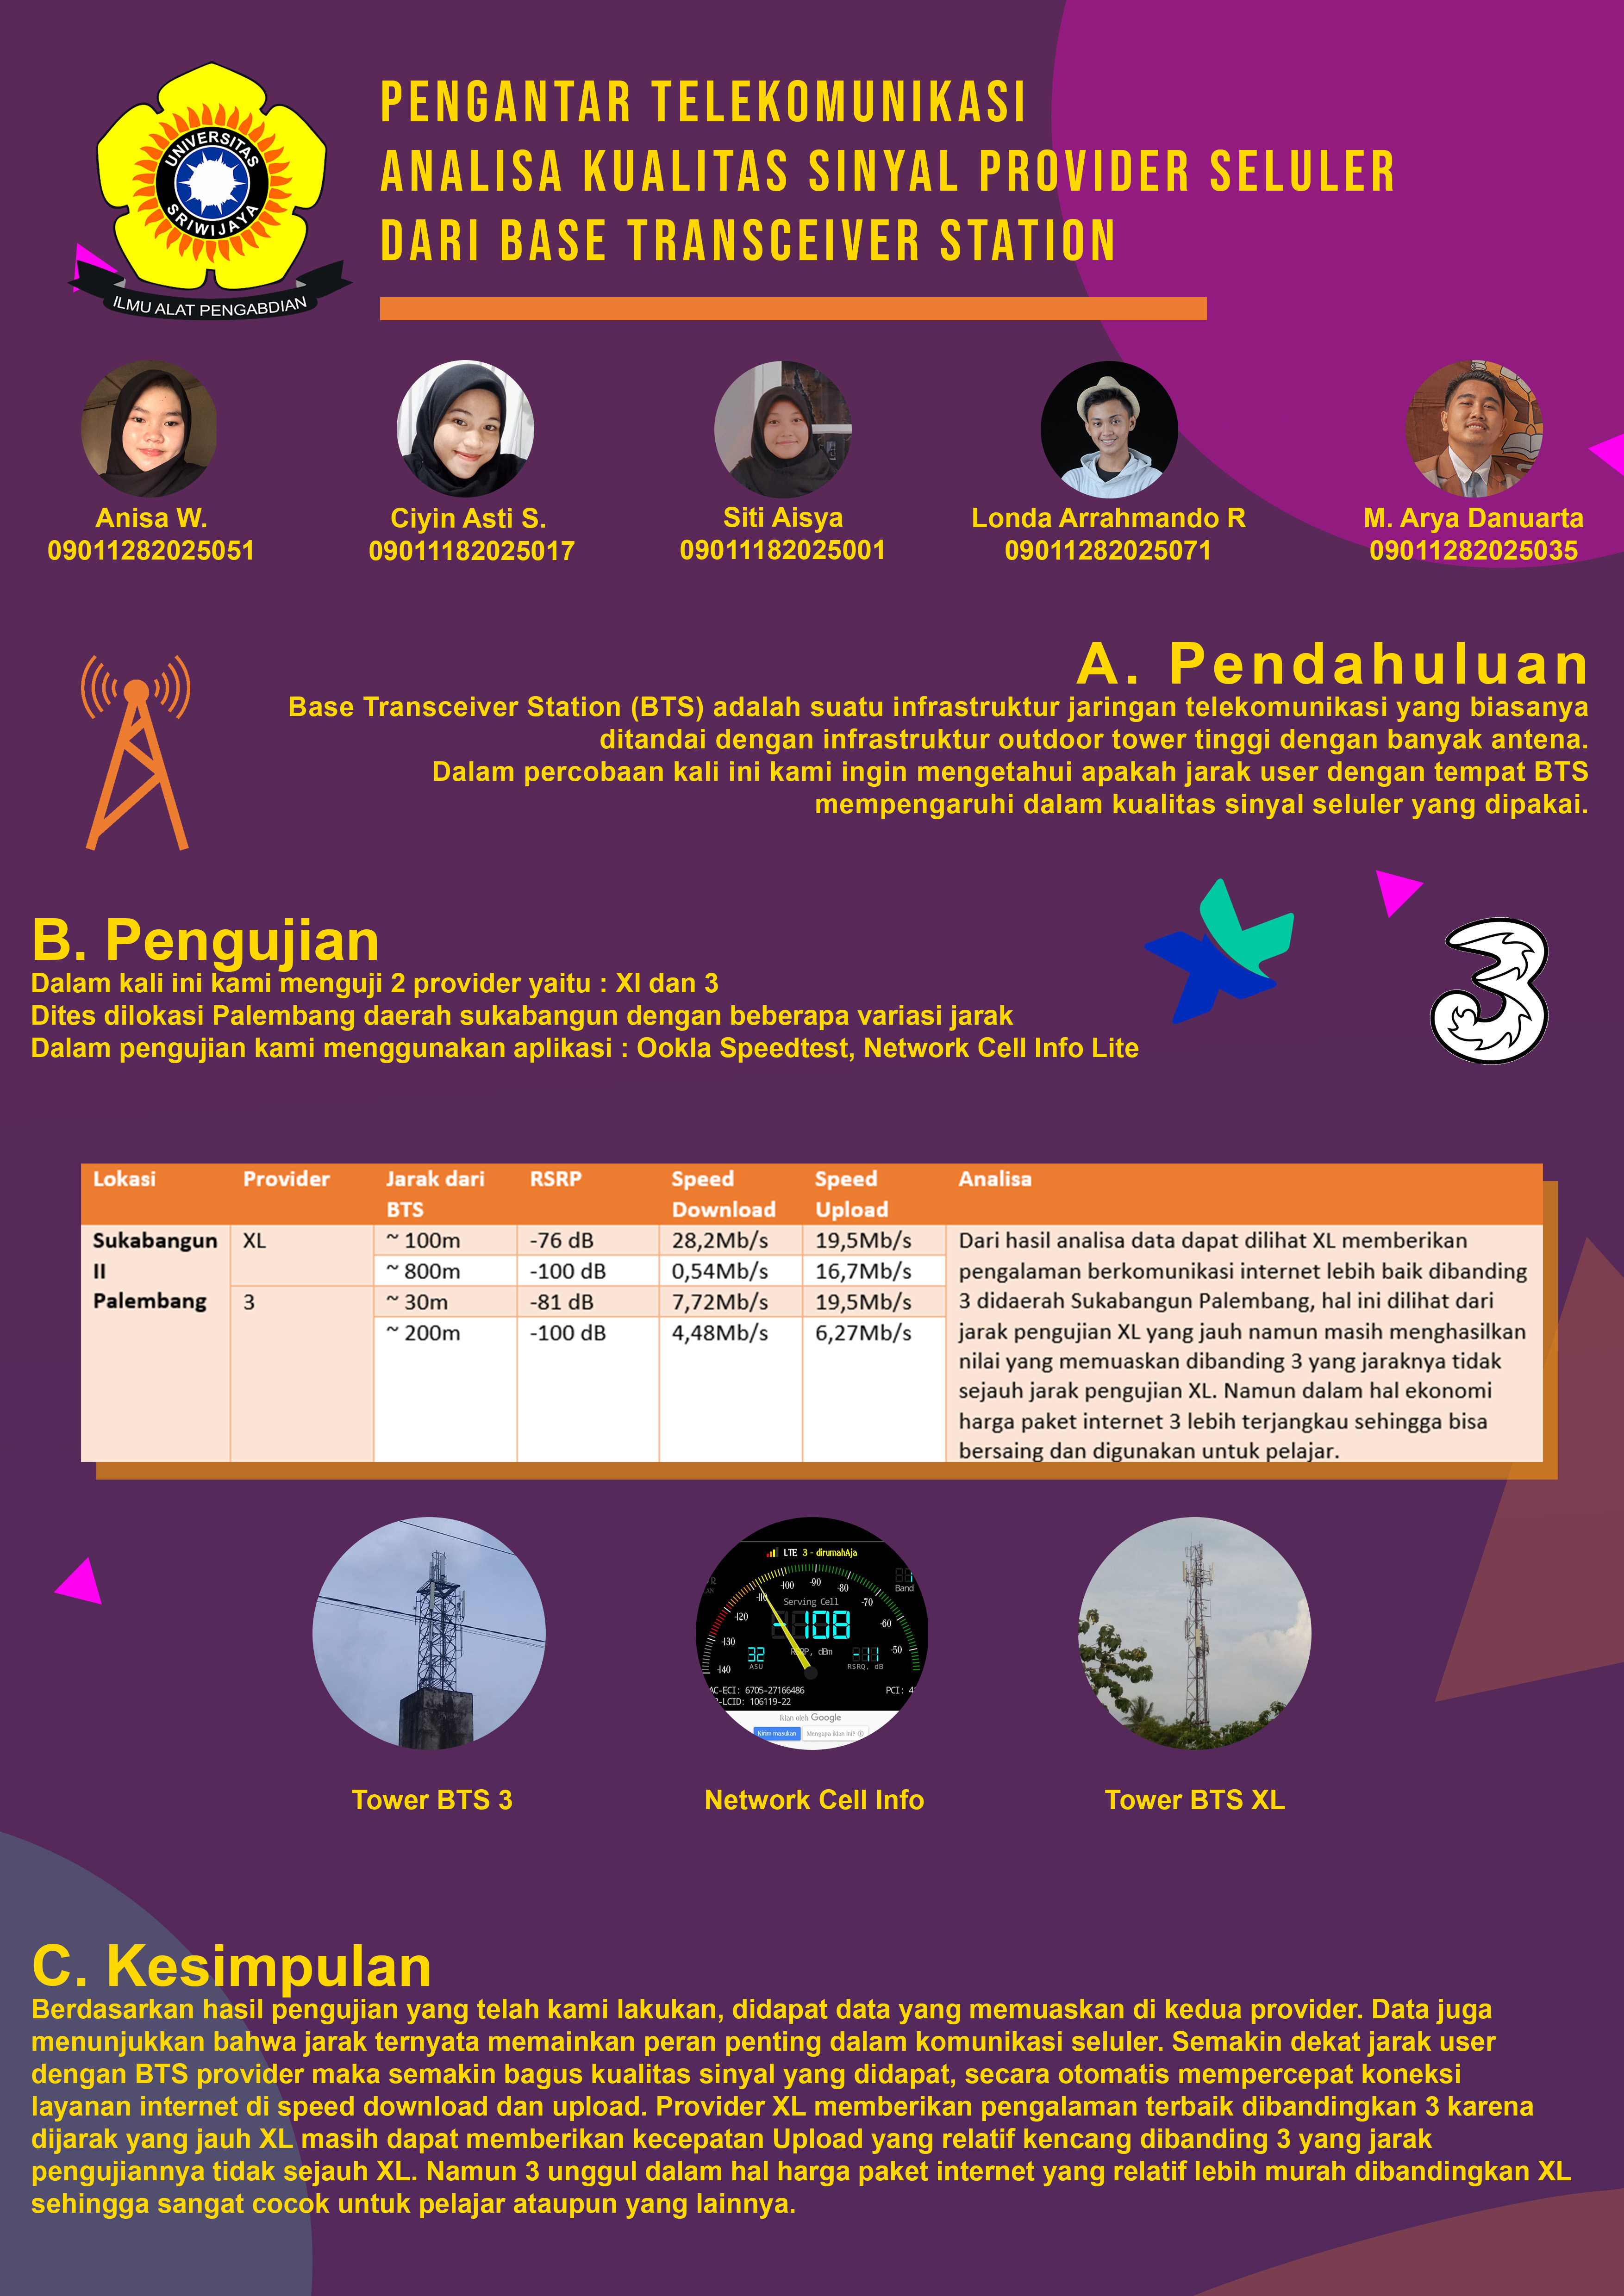 UNIVERSITAS
SRIWIJAYA
ILMU ALAT PENGABDIAN
PENGANTAR TELEKOMUNIKASI
ANALISA KUALITAS SINYAL PROVIDER SELULER
DARI BASE TRANSCEIVER STATION
Anisa W.
09011282025051
Ciyin Asti S.
09011182025017
Siti Aisya
09011182025001
Londa Arrahmando R
09011282025071
M. Arya Danuarta
09011282025035
A. Pendahuluan
Base Transceiver Station (BTS) adalah suatu infrastruktur jaringan telekomunikasi yang biasanya
ditandai dengan infrastruktur outdoor tower tinggi dengan banyak antena.
Dalam percobaan kali ini kami ingin mengetahui apakah jarak user dengan tempat BTS
mempengaruhi dalam kualitas sinyal seluler yang dipakai.
B. Pengujian
Dalam kali ini kami menguji 2 provider yaitu : Xl dan 3
Dites dilokasi Palembang daerah sukabangun dengan beberapa variasi jarak
Dalam pengujian kami menggunakan aplikasi : Ookla Speedtest, Network Cell Info Lite
3
Lokasi Provider Jarak dari BTS RSRP Speed Download Speed Upload Analisa
Sukabangun II Palembang
XL ~ 100m -76 dB 28,2Mb/s 19,5Mb/s
~ 800m -100 dB 0,54Mb/s 16,7Mb/s
3 ~ 30m -81 dB 7,72Mb/s 19,5Mb/s
~ 200m -100 dB 4,48Mb/s 6,27Mb/s
Dari hasil analisa data dapat dilihat XL memberikan
pengalaman berkomunikasi internet lebih baik dibanding
3 didaerah Sukabangun Palembang, hal ini dilihat dari
jarak pengujian XL yang jauh namun masih menghasilkan
nilai yang memuaskan dibanding 3 yang jaraknya tidak
sejauh jarak pengujian XL. Namun dalam hal ekonomi
harga paket internet 3 lebih terjangkau sehingga bisa
bersaing dan digunakan untuk pelajar.
LTE 3 - dirumahAja
-140 -130 -120 -110 -100 -90 -80 -70 -60 -50
Band
Serving Cell
-108
32
ASU
dBm
-11
RSRQ, dB
AC-ECI: 6705-27166486
PCI:
-LCID: 106119-22
Iklan oleh Google
Kirim masukan
Mengapa iklan ini?
Tower BTS 3
Network Cell Info
Tower BTS XL
C. Kesimpulan
Berdasarkan hasil pengujian yang telah kami lakukan, didapat data yang memuaskan di kedua provider. Data juga
menunjukkan bahwa jarak ternyata memainkan peran penting dalam komunikasi seluler. Semakin dekat jarak user
dengan BTS provider maka semakin bagus kualitas sinyal yang didapat, secara otomatis mempercepat koneksi
layanan internet di speed download dan upload. Provider XL memberikan pengalaman terbaik dibandingkan 3 karena
dijarak yang jauh XL masih dapat memberikan kecepatan Upload yang relatif kencang dibanding 3 yang jarak
pengujiannya tidak sejauh XL. Namun 3 unggul dalam hal harga paket internet yang relatif lebih murah dibandingkan XL
sehingga sangat cocok untuk pelajar ataupun yang lainnya.